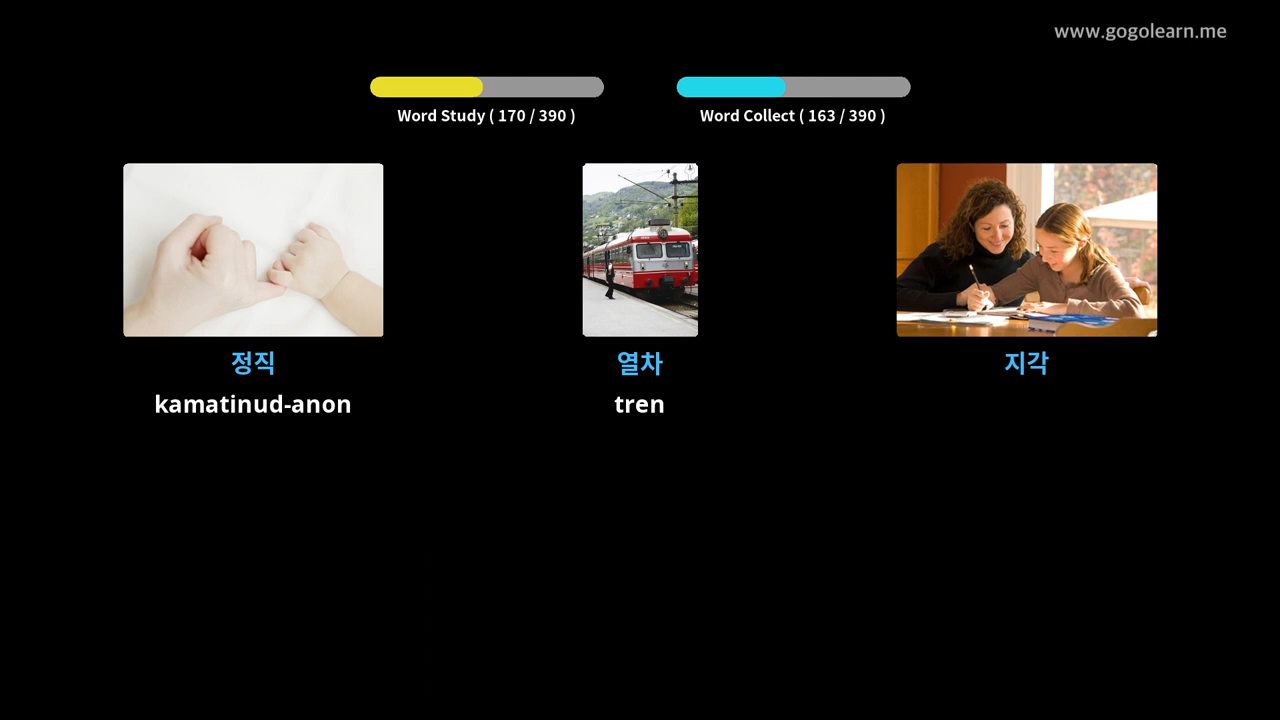 www.gogolearn.me
Word Study ( 170 / 390 )
Word Collect ( 163 / 390 )
정직
열차
지각
kamatinud-anon
tren